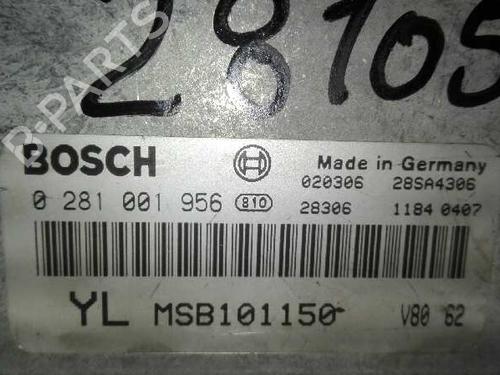 28105
B-PARTS
BOSCH
Made in Germany
0 281 001 956 810
020306 28SA4306
28306 1184 0407
YL MSB101150
V80 62